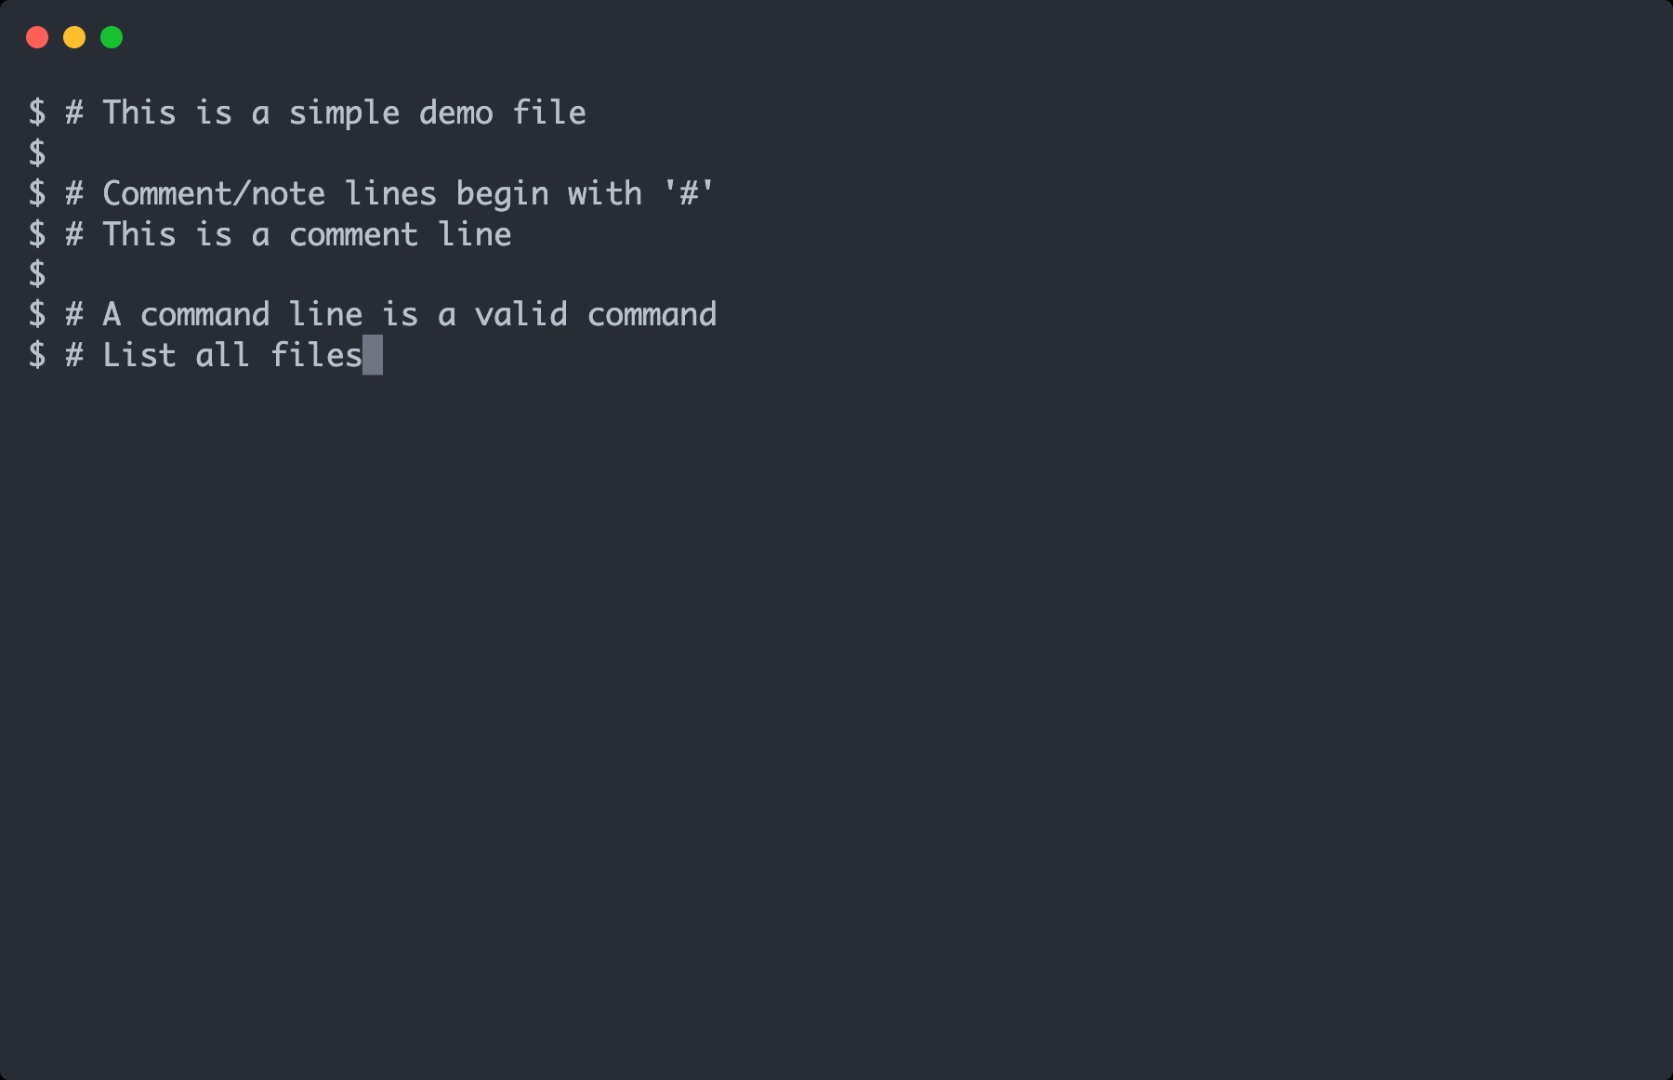 $ # This is a simple demo file
$
$ # Comment/note lines begin with '#'
$ # This is a comment line
$
$ # A command line is a valid command
$ # List all files